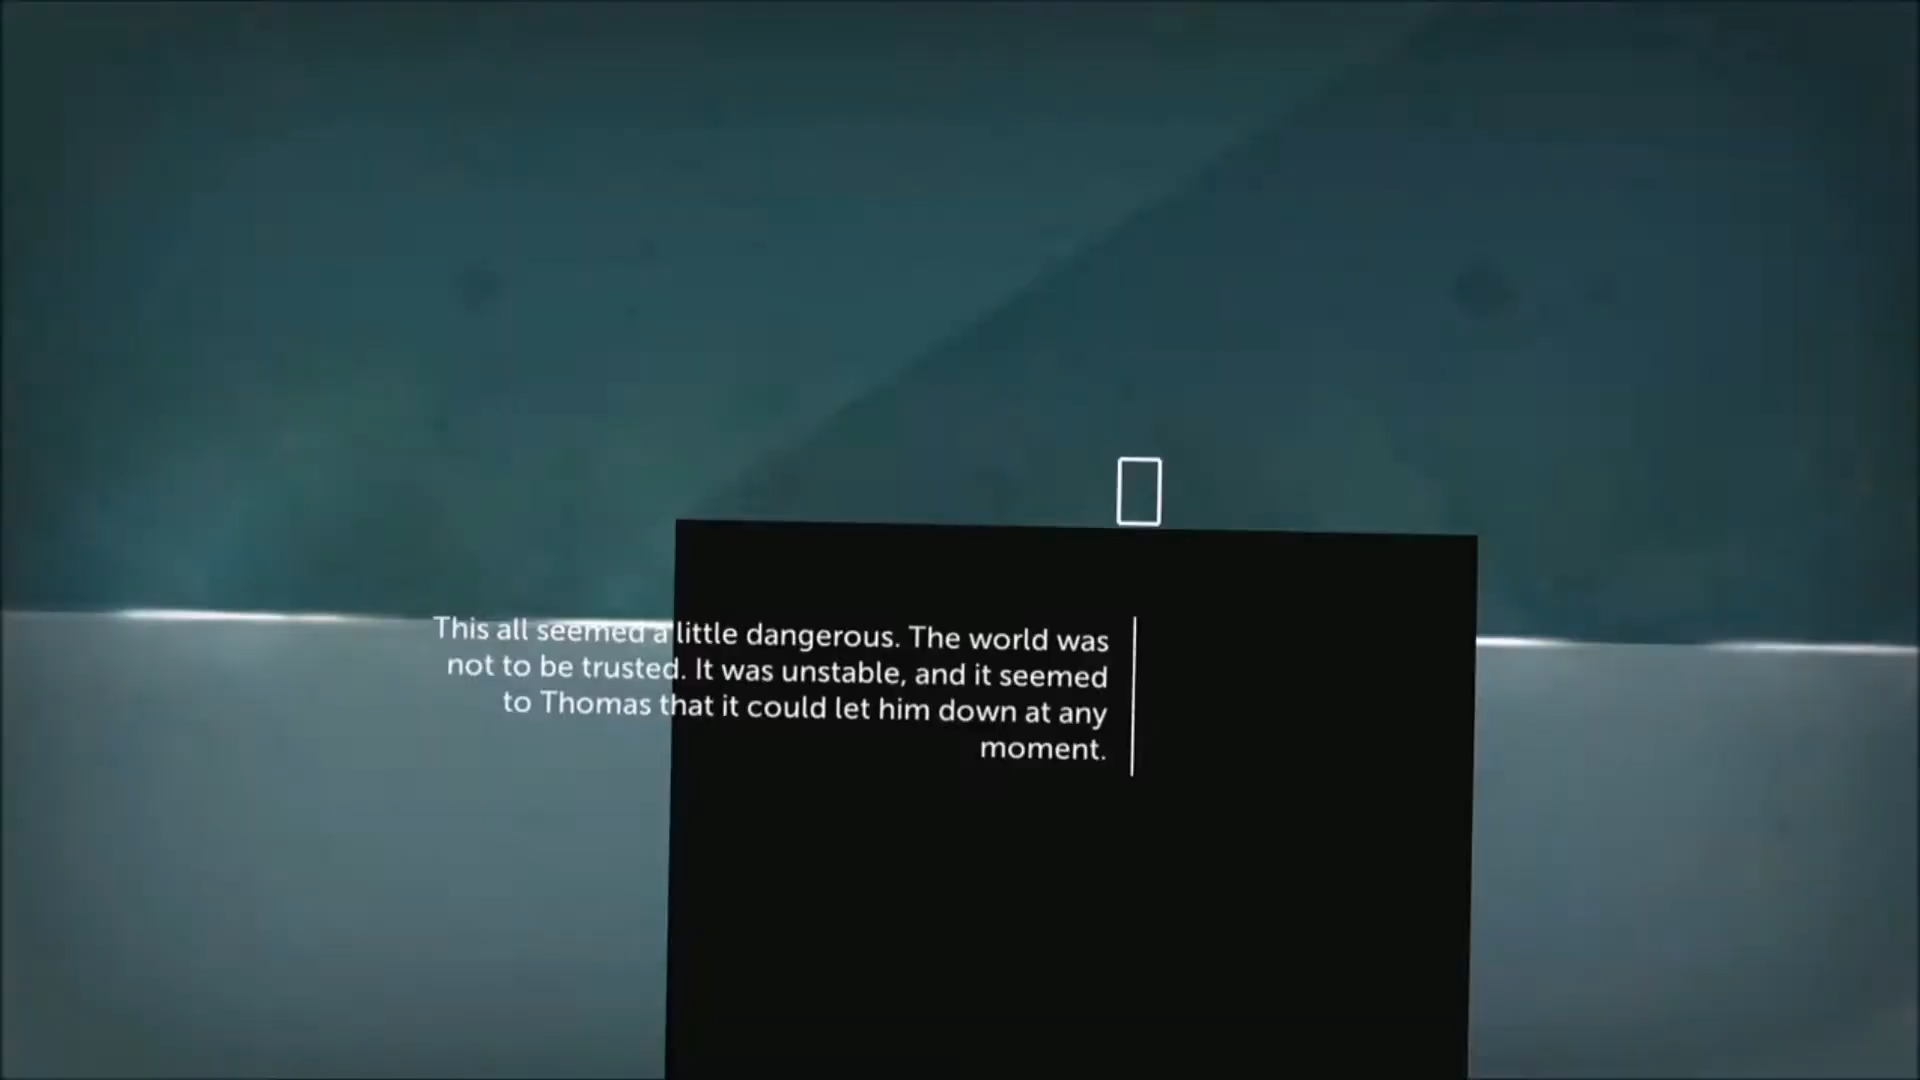 This all seemed a little dangerous. The world was
not to be trusted. It was unstable, and it seemed
to Thomas that it could let him down at any
moment.